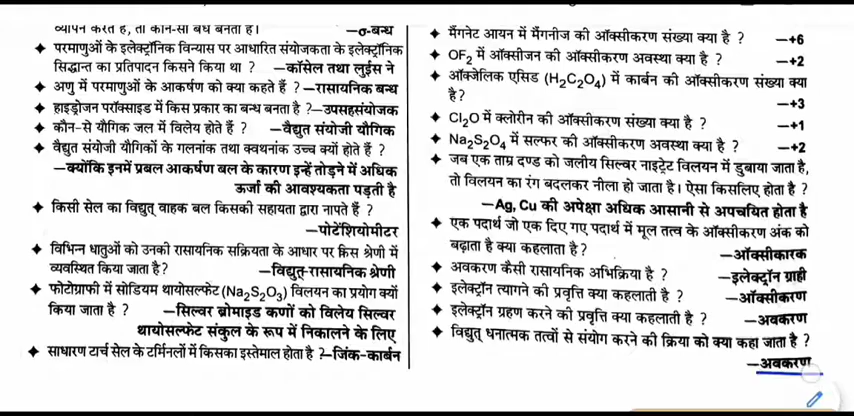 व्यापन करते हैं, तो कौन-सा बंध बनता है। —σ-बन्ध
✦ परमाणुओं के इलेक्ट्रॉनिक विन्यास पर आधारित संयोजकता के इलेक्ट्रॉनिक
सिद्धान्त का प्रतिपादन किसने किया था ? —कॉसेल तथा लुईस ने
✦ अणु में परमाणुओं के आकर्षण को क्या कहते हैं ? —रासायनिक बन्ध
✦ हाइड्रोजन परॉक्साइड में किस प्रकार का बन्ध बनता है ?—उपसहसंयोजक
✦ कौन-से यौगिक जल में विलेय होते हैं ? —वैद्युत संयोजी यौगिक
✦ वैद्युत संयोजी यौगिकों के गलनांक तथा क्वथनांक उच्च क्यों होते हैं ?
—क्योंकि इनमें प्रबल आकर्षण बल के कारण इन्हें तोड़ने में अधिक
ऊर्जा की आवश्यकता पड़ती है
✦ किसी सेल का विद्युत् वाहक बल किसकी सहायता द्वारा नापते हैं ?
—पोटेंशियोमीटर
✦ विभिन्न धातुओं को उनकी रासायनिक सक्रियता के आधार पर किस श्रेणी में
व्यवस्थित किया जाता है? —विद्युत्-रासायनिक श्रेणी
✦ फोटोग्राफी में सोडियम थायोसल्फेट (Na₂S₂O₃) विलयन का प्रयोग क्यों
किया जाता है ? —सिल्वर ब्रोमाइड कणों को विलेय सिल्वर
थायोसल्फेट संकुल के रूप में निकालने के लिए
✦ साधारण टार्च सेल के टर्मिनलों में किसका इस्तेमाल होता है ?—जिंक-कार्बन
✦ मैंगनेट आयन में मैंगनीज की ऑक्सीकरण संख्या क्या है ? —+6
✦ OF₂ में ऑक्सीजन की ऑक्सीकरण अवस्था क्या है ? —+2
✦ ऑक्जेलिक एसिड (H₂C₂O₄) में कार्बन की ऑक्सीकरण संख्या क्या
है? —+3
✦ Cl₂O में क्लोरीन की ऑक्सीकरण संख्या क्या है ? —+1
✦ Na₂S₂O₄ में सल्फर की ऑक्सीकरण अवस्था क्या है ? —+2
✦ जब एक ताम्र दण्ड को जलीय सिल्वर नाइट्रेट विलयन में डुबाया जाता है,
तो विलयन का रंग बदलकर नीला हो जाता है। ऐसा किसलिए होता है ?
—Ag, Cu की अपेक्षा अधिक आसानी से अपचयित होता है
✦ एक पदार्थ जो एक दिए गए पदार्थ में मूल तत्व के ऑक्सीकरण अंक को
बढ़ाता है क्या कहलाता है ? —ऑक्सीकारक
✦ अवकरण कैसी रासायनिक अभिक्रिया है ? —इलेक्ट्रॉन ग्राही
✦ इलेक्ट्रॉन त्यागने की प्रवृत्ति क्या कहलाती है ? —ऑक्सीकरण
✦ इलेक्ट्रॉन ग्रहण करने की प्रवृत्ति क्या कहलाती है ? —अवकरण
✦ विद्युत् धनात्मक तत्वों से संयोग करने की क्रिया को क्या कहा जाता है ?
—अवकरण